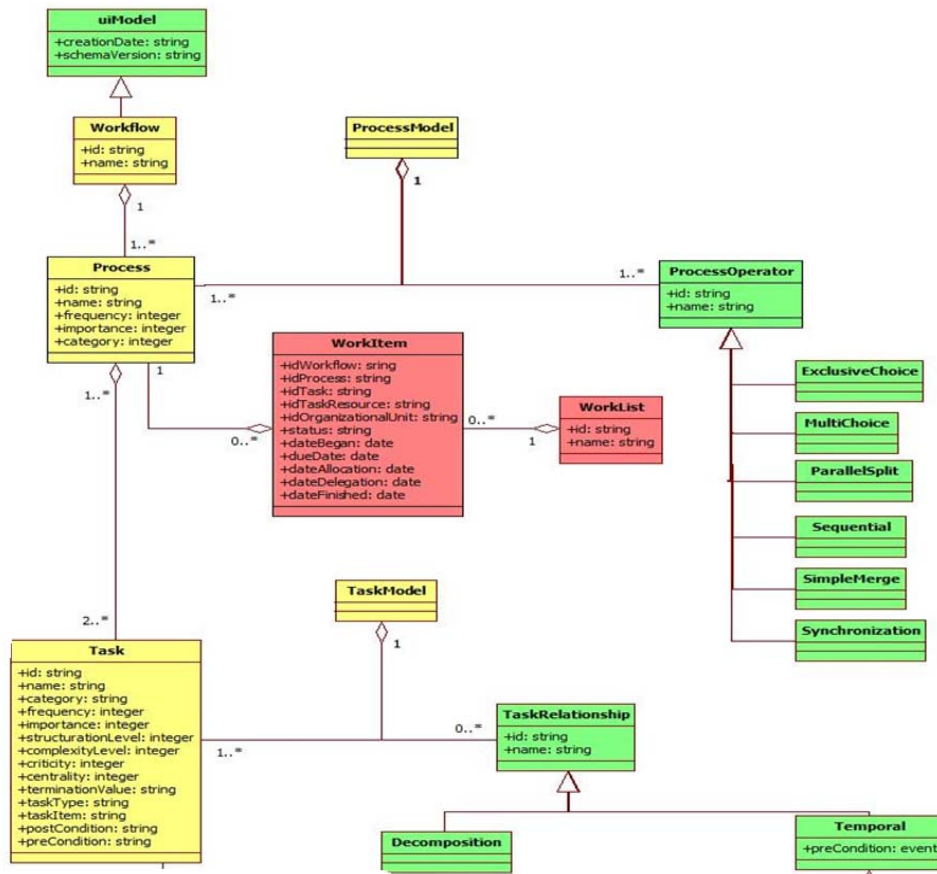 uiModel
+creationDate: string
+schemaVersion: string
Workflow
+id: string
+name: string
1
1..*
ProcessModel
1
Process
+id: string
+name: string
+frequency: integer
+importance: integer
+category: integer
1..*
1..*
ProcessOperator
+id: string
+name: string
1..*
1
0..*
WorkItem
+idWorkflow: sring
+idProcess: string
+idTask: string
+idTaskResource: string
+idOrganizationalUnit: string
+status: string
+dateBegan: date
+dueDate: date
+dateAllocation: date
+dateDelegation: date
+dateFinished: date
0..*
1
WorkList
+id: string
+name: string
ExclusiveChoice
MultiChoice
ParallelSplit
Sequential
SimpleMerge
Synchronization
TaskModel
1
2..*
Task
+id: string
+name: string
+category: string
+frequency: integer
+importance: integer
+structurationLevel: integer
+complexityLevel: integer
+criticity: integer
+centrality: integer
+terminationValue: string
+taskType: string
+taskItem: string
+postCondition: string
+preCondition: string
1..*
0..*
TaskRelationship
+id: string
+name: string
Decomposition
Temporal
+preCondition: event